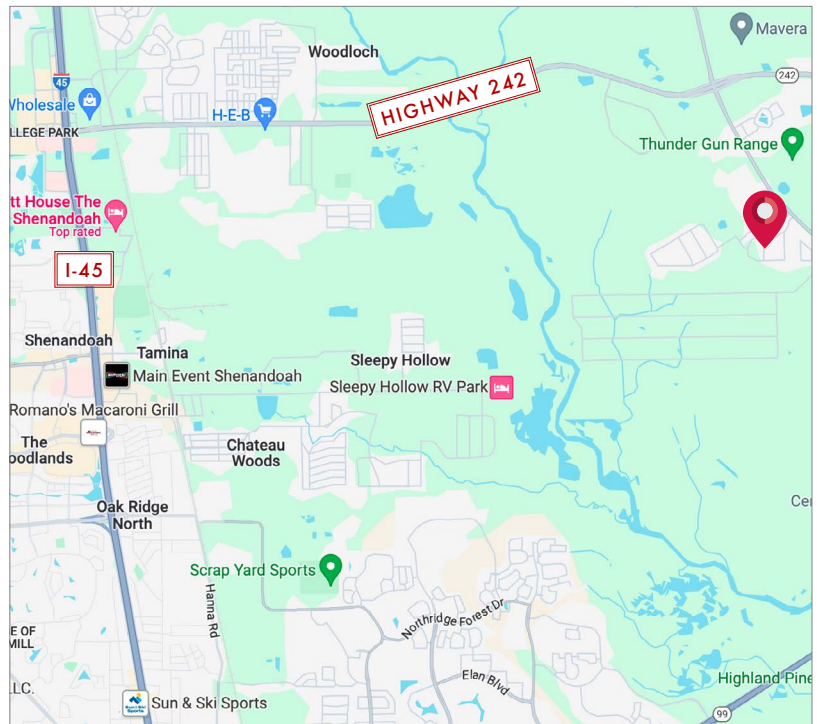 Mavera
Woodloch
45
242
HIGHWAY 242
Wholesale
H-E-B
LLEGE PARK
Thunder Gun Range
tt House The
Shenandoah
Top rated
I-45
Shenandoah
Tamina
Main Event Shenandoah
Sleepy Hollow
Sleepy Hollow RV Park
Romano's Macaroni Grill
The
oodlands
Chateau
Woods
Oak Ridge
North
Cei
Scrap Yard Sports
Hanna Rd
Northridge Forest Dr
E OF
MILL
Elan Blvd
Highland Pine
LLC.
Sun & Ski Sports
99